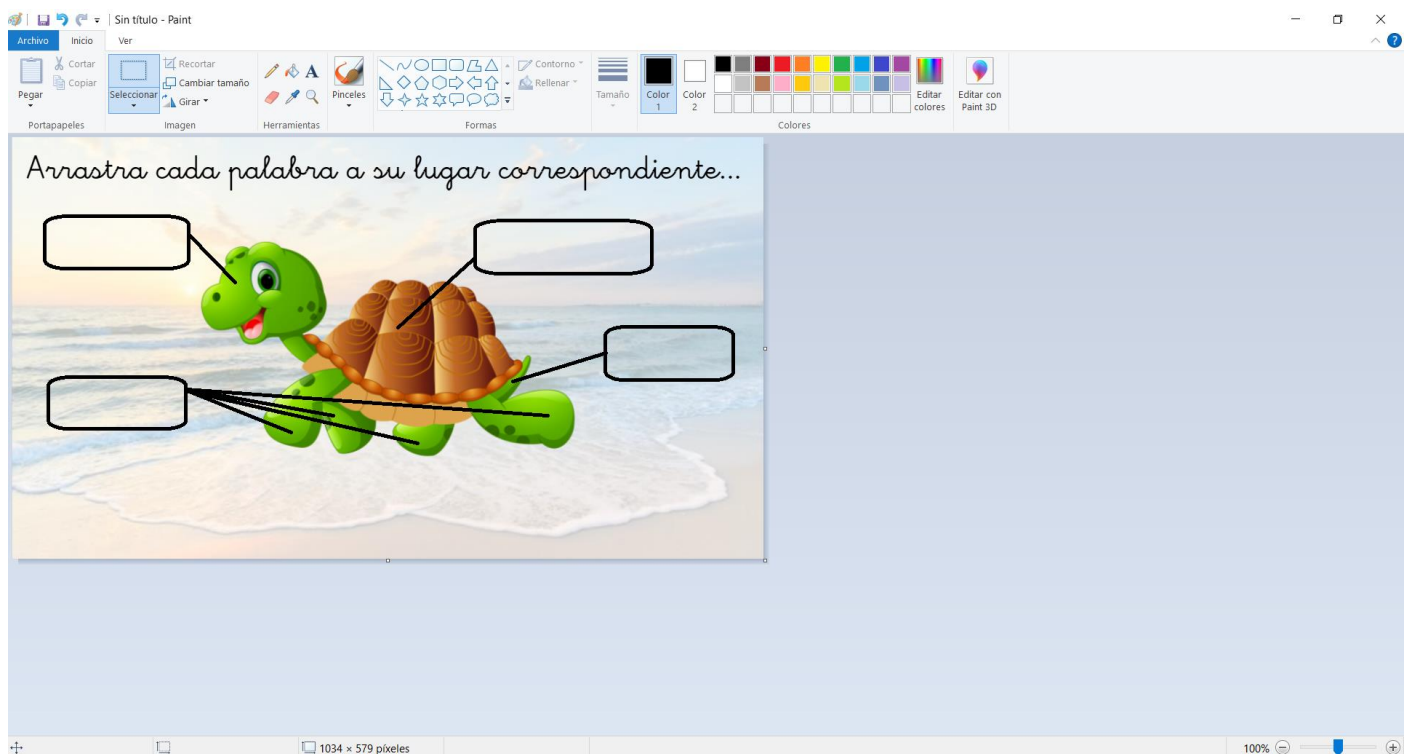 Sin título - Paint
Archivo Inicio Ver
Pegar
Cortar
Copiar
Portapapeles
Seleccionar
Recortar
Cambiar tamaño
Girar
Imagen
A
Herramientas
Pinceles
Contorno
Rellenar
Formas
Tamaño
Color 1
Color 2
Colores
Editar colores
Editar con Paint 3D
Arrastra cada palabra a su lugar correspondiente...
1034 × 579 píxeles
100%